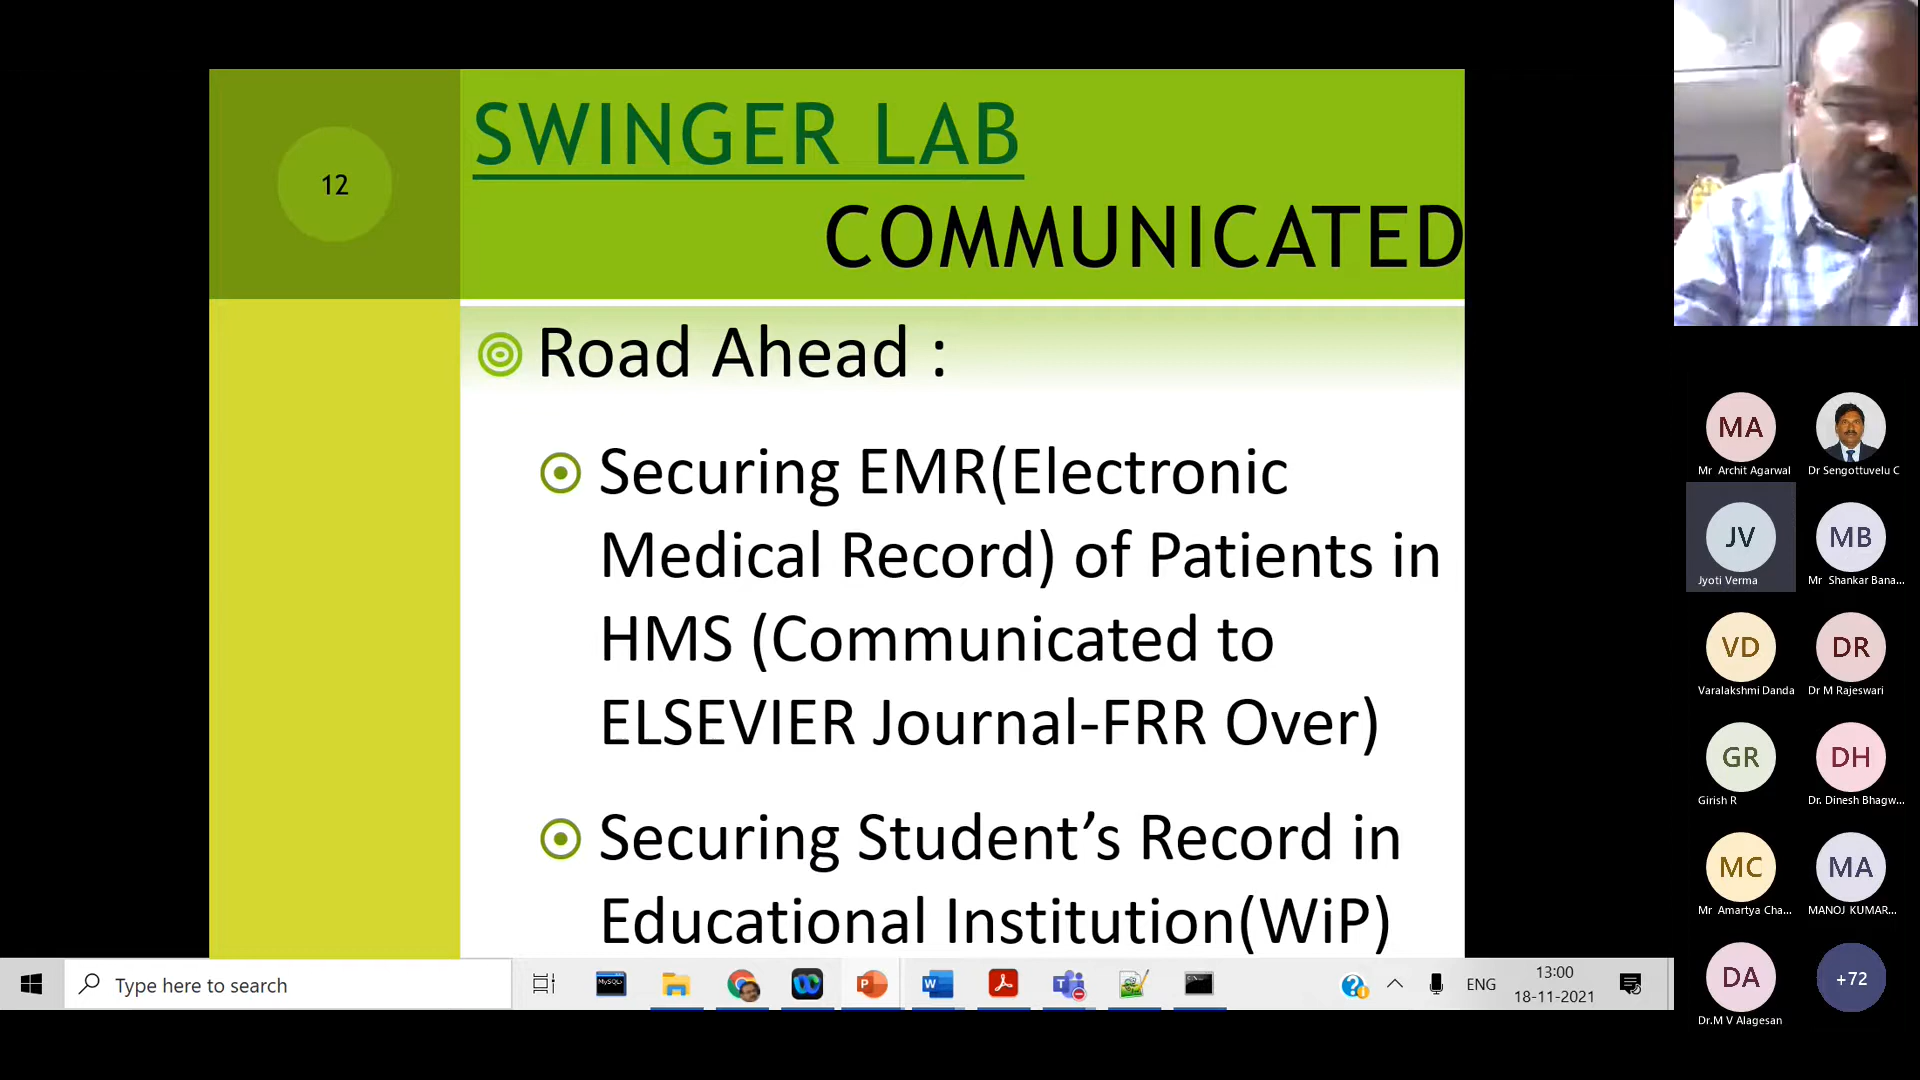 12
SWINGER LAB
COMMUNICATED
Road Ahead :
Securing EMR(Electronic
Medical Record) of Patients in
HMS (Communicated to
ELSEVIER Journal-FRR Over)
Securing Student’s Record in
Educational Institution(WiP)
MA
Mr Archit Agarwal
Dr Sengottuvelu C
JV
Jyoti Verma
MB
Mr Shankar Bana...
VD
Varalakshmi Danda
DR
Dr M Rajeswari
GR
Girish R
DH
Dr. Dinesh Bhagw...
MC
Mr Amartya Cha...
MA
MANOJ KUMAR...
DA
Dr.M V Alagesan
+72
Type here to search
MySQL
ENG
13:00
18-11-2021